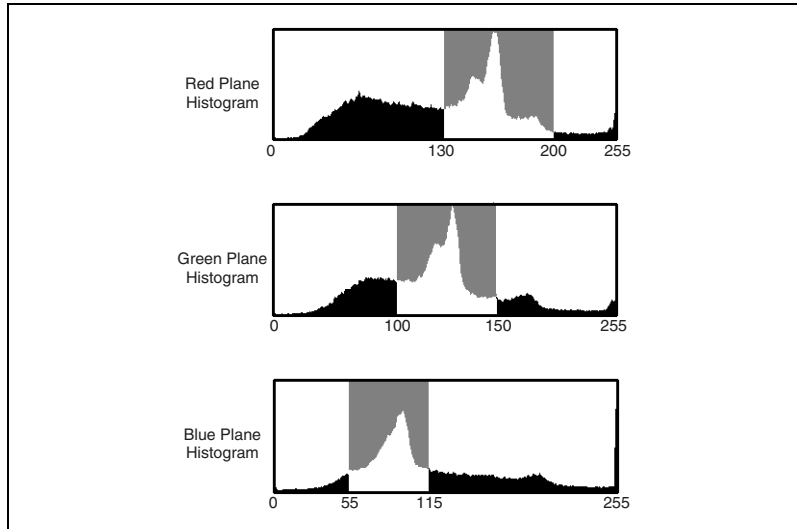 Red Plane
Histogram
0 130 200 255
Green Plane
Histogram
0 100 150 255
Blue Plane
Histogram
0 55 115 255